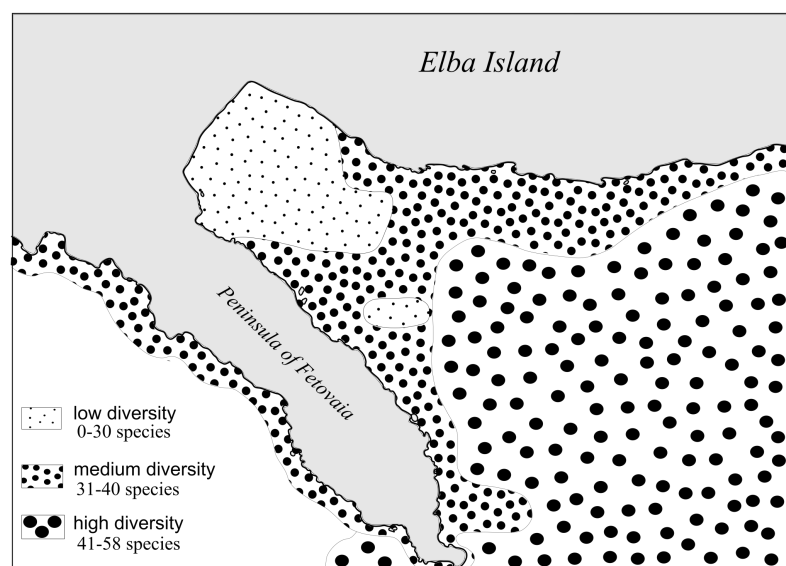 Elba Island
Peninsula of Fetovaia
low diversity
0-30 species
medium diversity
31-40 species
high diversity
41-58 species